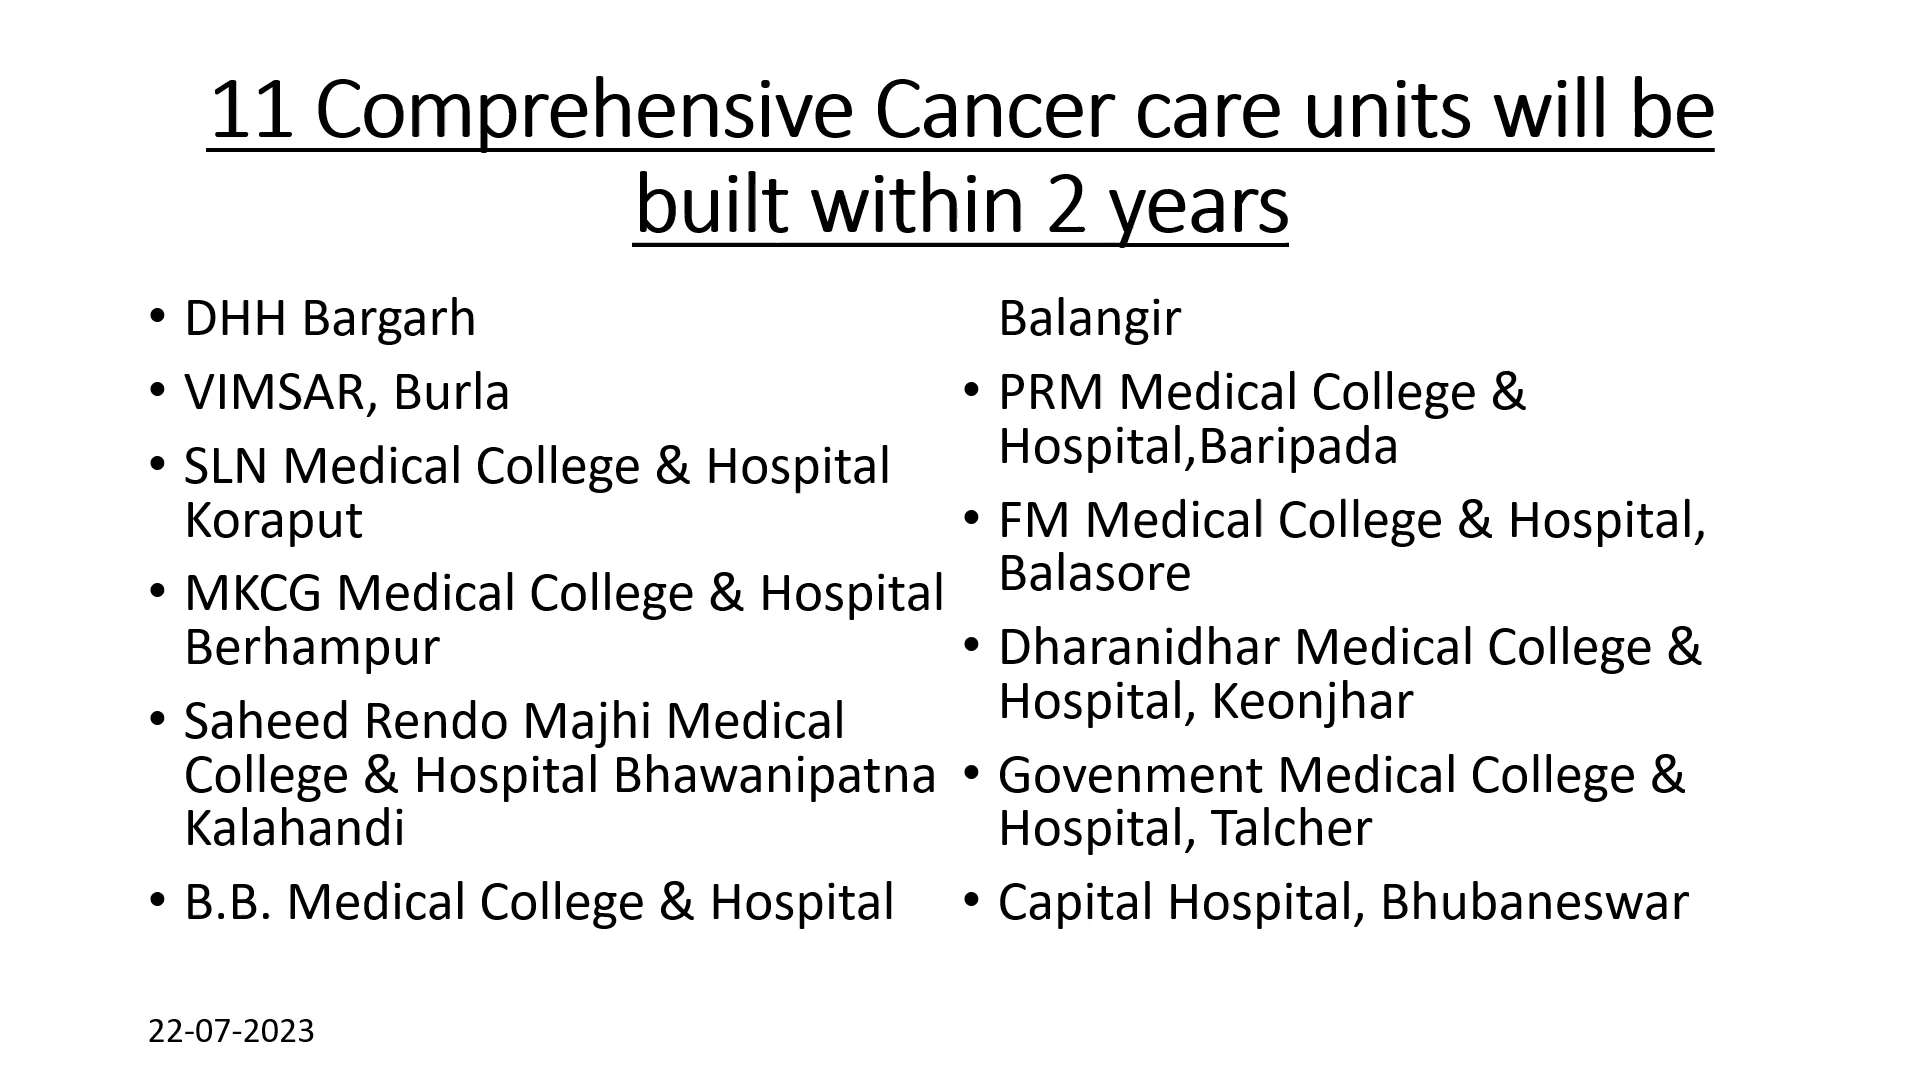 11 Comprehensive Cancer care units will be
built within 2 years
• DHH Bargarh
• VIMSAR, Burla
• SLN Medical College & Hospital
Koraput
• MKCG Medical College & Hospital
Berhampur
• Saheed Rendo Majhi Medical
College & Hospital Bhawanipatna
Kalahandi
• B.B. Medical College & Hospital
Balangir
• PRM Medical College &
Hospital,Baripada
• FM Medical College & Hospital,
Balasore
• Dharanidhar Medical College &
Hospital, Keonjhar
• Govenment Medical College &
Hospital, Talcher
• Capital Hospital, Bhubaneswar
22-07-2023